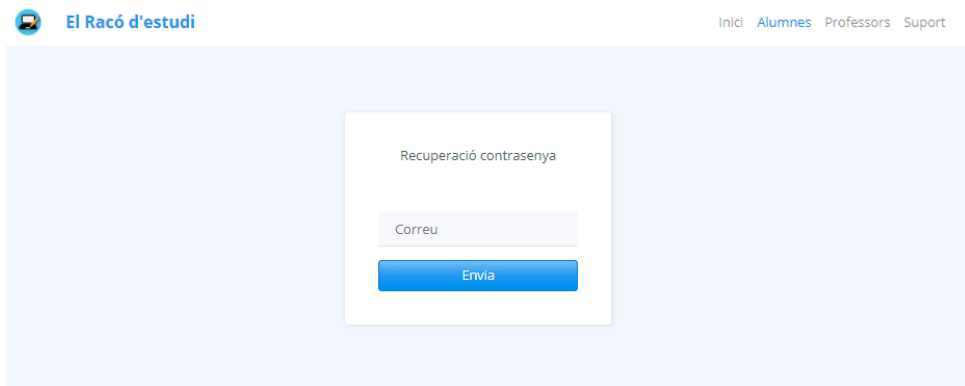 El Racó d'estudi
Inici Alumnes Professors Suport
Recuperació contrasenya
Correu
Envia